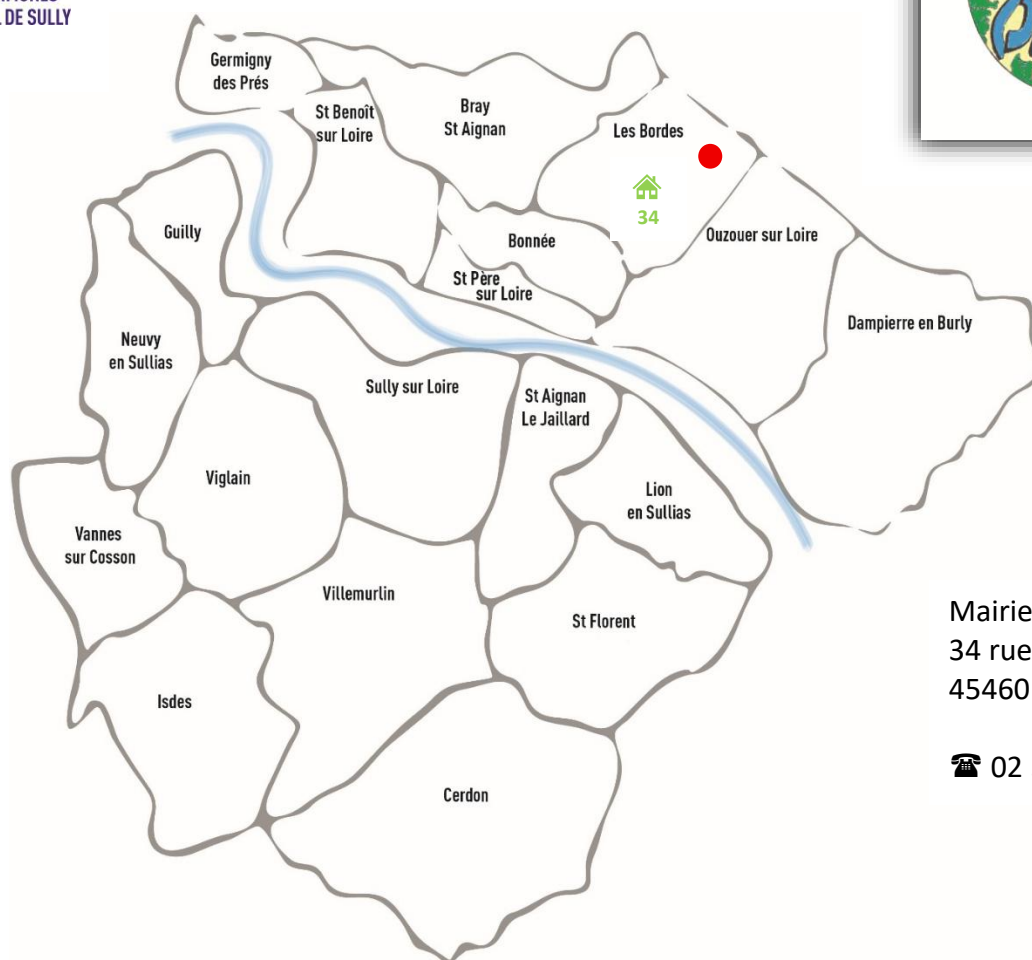 L DE SULLY
Germigny
des Prés
St Benoît
sur Loire
Bray
St Aignan
Les Bordes
34
Guilly
Bonnée
Ouzouer sur Loire
St Père
sur Loire
Dampierre en Burly
Neuvy
en Sullias
Sully sur Loire
St Aignan
Le Jaillard
Viglain
Lion
en Sullias
Vannes
sur Cosson
Villemurlin
St Florent
Isdes
Cerdon
Mairie
34 rue
45460
☎ 02